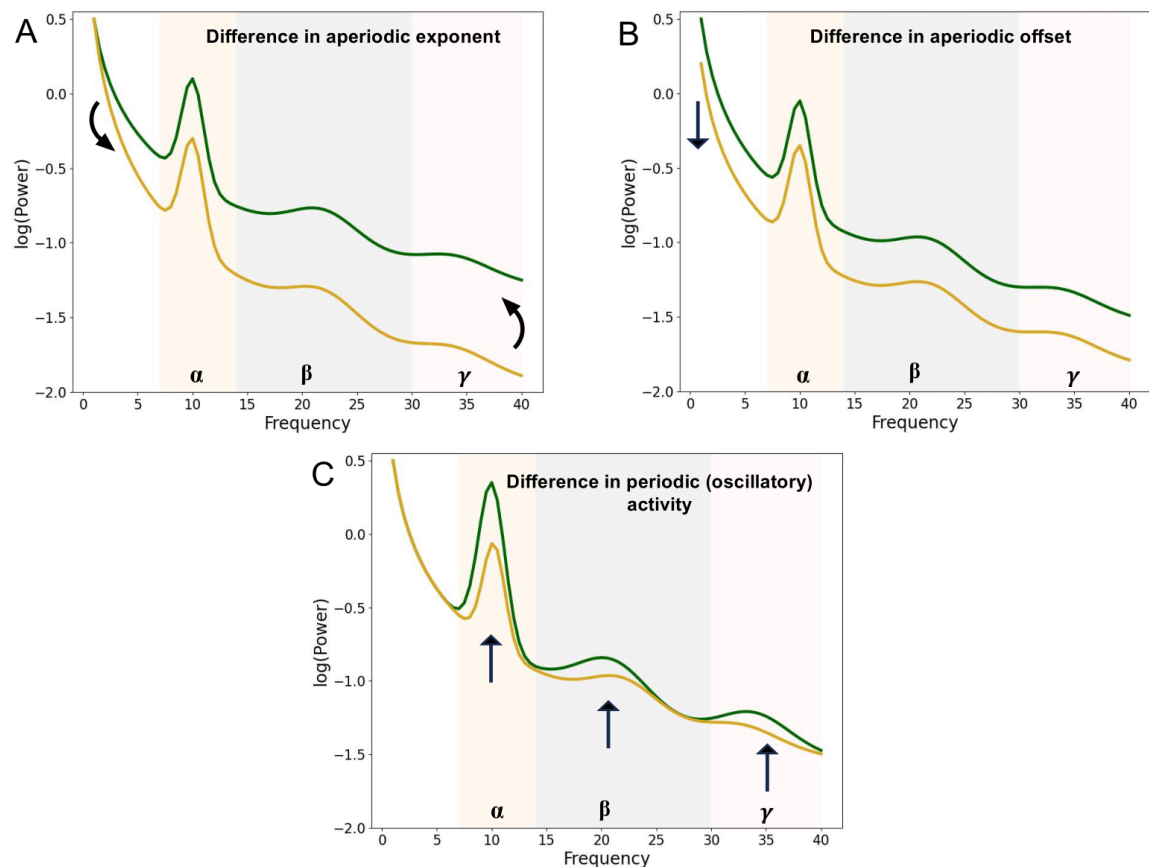 A
Difference in aperiodic exponent
0.5
0.0
−0.5
−1.0
−1.5
−2.0
log(Power)
α
β
γ
0 5 10 15 20 25 30 35 40
Frequency
B
Difference in aperiodic offset
0.5
0.0
−0.5
−1.0
−1.5
−2.0
log(Power)
α
β
γ
0 5 10 15 20 25 30 35 40
Frequency
C
Difference in periodic (oscillatory)
activity
0.5
0.0
−0.5
−1.0
−1.5
−2.0
log(Power)
α
β
γ
0 5 10 15 20 25 30 35 40
Frequency